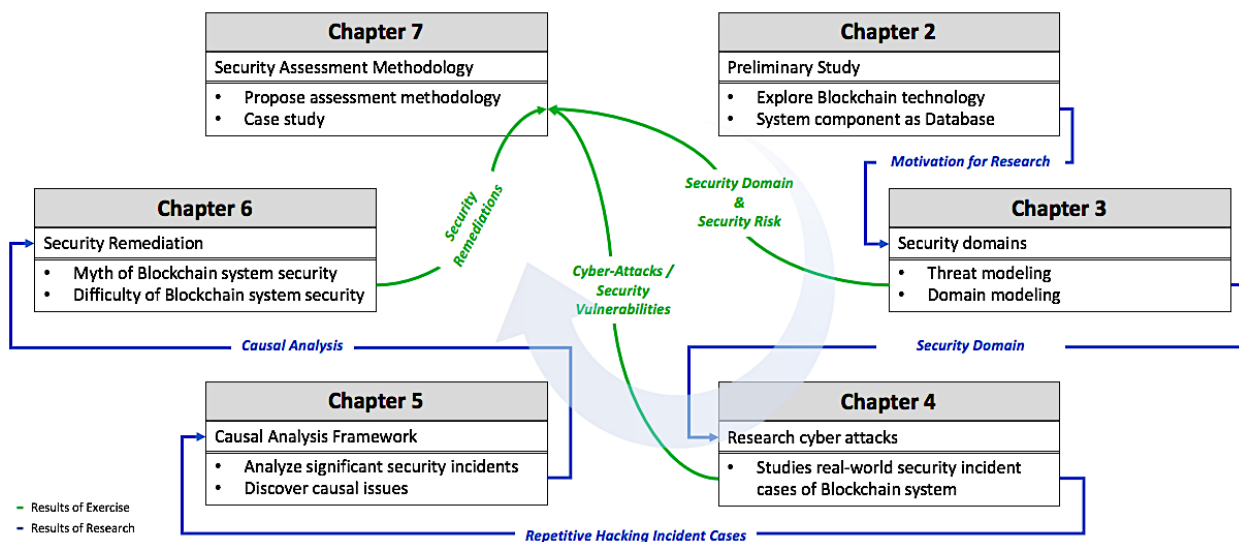 Chapter 7
Security Assessment Methodology
• Propose assessment methodology
• Case study
Chapter 2
Preliminary Study
• Explore Blockchain technology
• System component as Database
Motivation for Research
Security Domain
&
Security Risk
Security
Remediations
Cyber-Attacks /
Security
Vulnerabilities
Chapter 6
Security Remediation
• Myth of Blockchain system security
• Difficulty of Blockchain system security
Chapter 3
Security domains
• Threat modeling
• Domain modeling
Causal Analysis
Security Domain
Chapter 5
Causal Analysis Framework
• Analyze significant security incidents
• Discover causal issues
Chapter 4
Research cyber attacks
• Studies real-world security incident
cases of Blockchain system
Results of Exercise
Results of Research
Repetitive Hacking Incident Cases